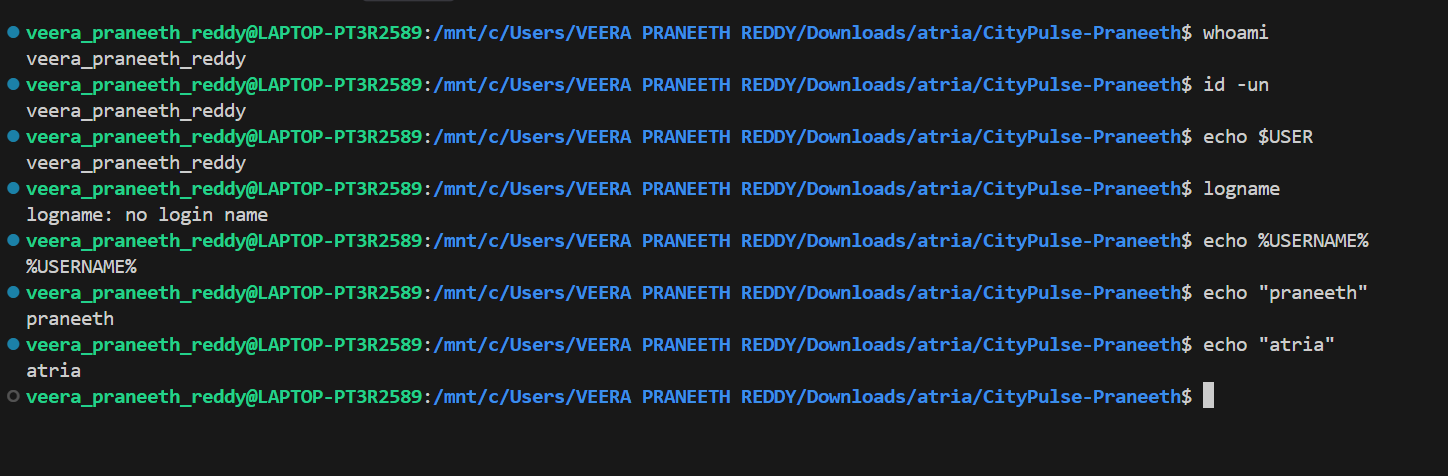 veera_praneeth_reddy@LAPTOP-PT3R2589:/mnt/c/Users/VEERA PRANEETH REDDY/Downloads/atria/CityPulse-Praneeth$ whoami
veera_praneeth_reddy
veera_praneeth_reddy@LAPTOP-PT3R2589:/mnt/c/Users/VEERA PRANEETH REDDY/Downloads/atria/CityPulse-Praneeth$ id -un
veera_praneeth_reddy
veera_praneeth_reddy@LAPTOP-PT3R2589:/mnt/c/Users/VEERA PRANEETH REDDY/Downloads/atria/CityPulse-Praneeth$ echo $USER
veera_praneeth_reddy
veera_praneeth_reddy@LAPTOP-PT3R2589:/mnt/c/Users/VEERA PRANEETH REDDY/Downloads/atria/CityPulse-Praneeth$ logname
logname: no login name
veera_praneeth_reddy@LAPTOP-PT3R2589:/mnt/c/Users/VEERA PRANEETH REDDY/Downloads/atria/CityPulse-Praneeth$ echo %USERNAME%
%USERNAME%
veera_praneeth_reddy@LAPTOP-PT3R2589:/mnt/c/Users/VEERA PRANEETH REDDY/Downloads/atria/CityPulse-Praneeth$ echo "praneeth"
praneeth
veera_praneeth_reddy@LAPTOP-PT3R2589:/mnt/c/Users/VEERA PRANEETH REDDY/Downloads/atria/CityPulse-Praneeth$ echo "atria"
atria
veera_praneeth_reddy@LAPTOP-PT3R2589:/mnt/c/Users/VEERA PRANEETH REDDY/Downloads/atria/CityPulse-Praneeth$